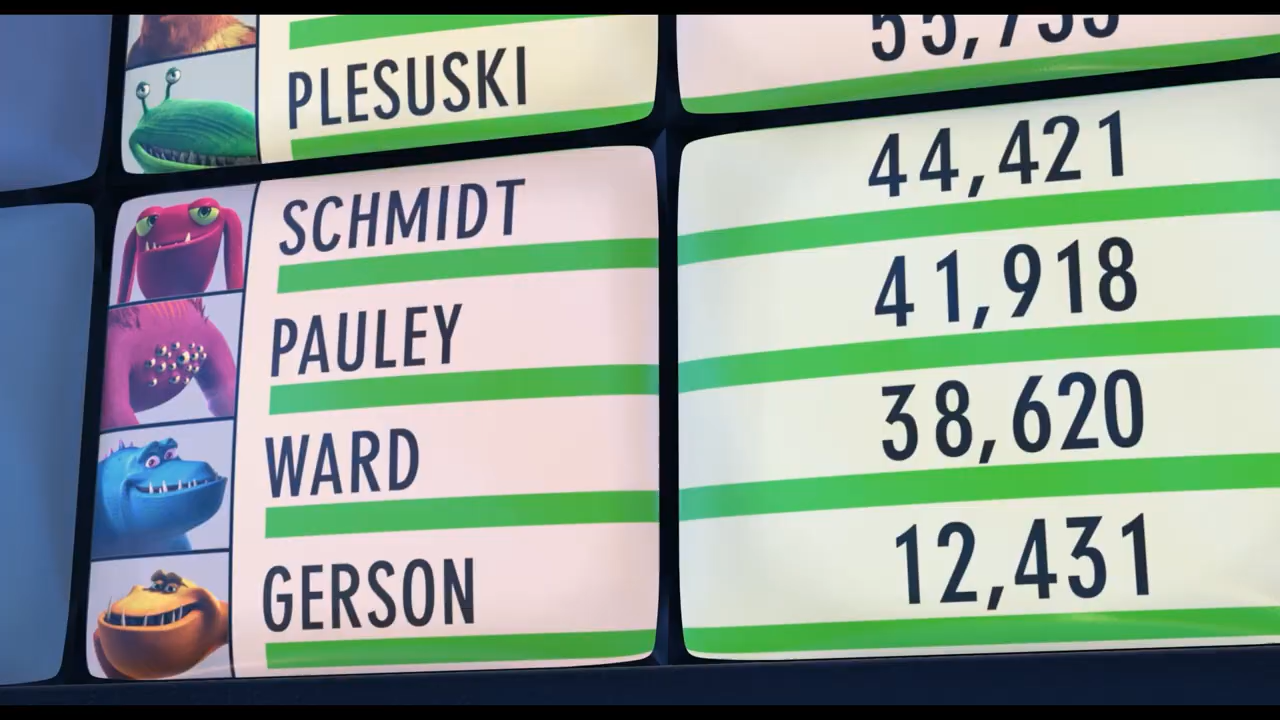 PLESUSKI
SCHMIDT 44,421
PAULEY 41,918
WARD 38,620
GERSON 12,431